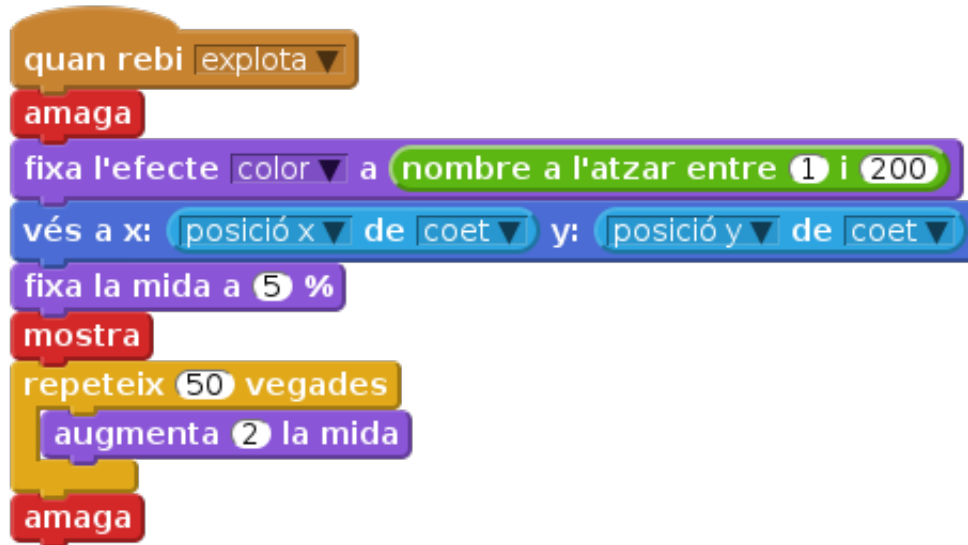 quan rebi explota
amaga
fixa l'efecte color a nombre a l'atzar entre 1 i 200
vés a x: posició x de coet y: posició y de coet
fixa la mida a 5 %
mostra
repeteix 50 vegades
augmenta 2 la mida
amaga